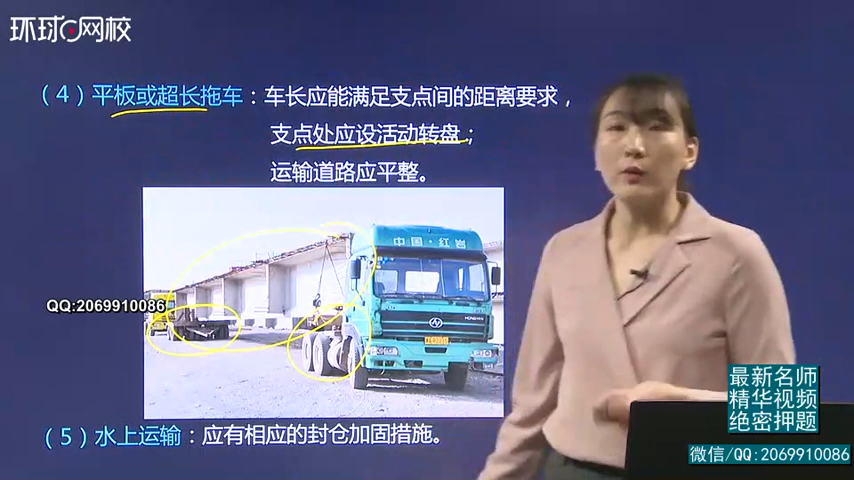 环球网校
（4）平板或超长拖车：车长应能满足支点间的距离要求，
支点处应设活动转盘；
运输道路应平整。
中国·红岩
HONGYAN
QQ:2069910086
（5）水上运输：应有相应的封仓加固措施。
最新名师
精华视频
绝密押题
微信/QQ:2069910086